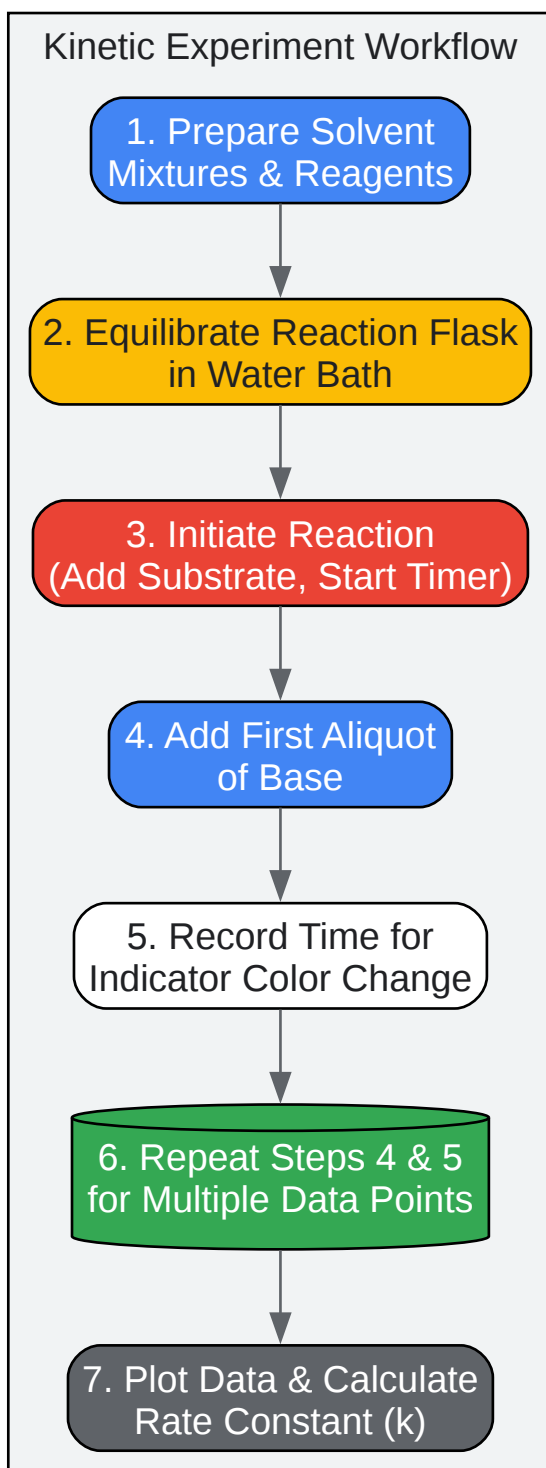 Kinetic Experiment Workflow
1. Prepare Solvent
Mixtures & Reagents
2. Equilibrate Reaction Flask
in Water Bath
3. Initiate Reaction
(Add Substrate, Start Timer)
4. Add First Aliquot
of Base
5. Record Time for
Indicator Color Change
6. Repeat Steps 4 & 5
for Multiple Data Points
7. Plot Data & Calculate
Rate Constant (k)